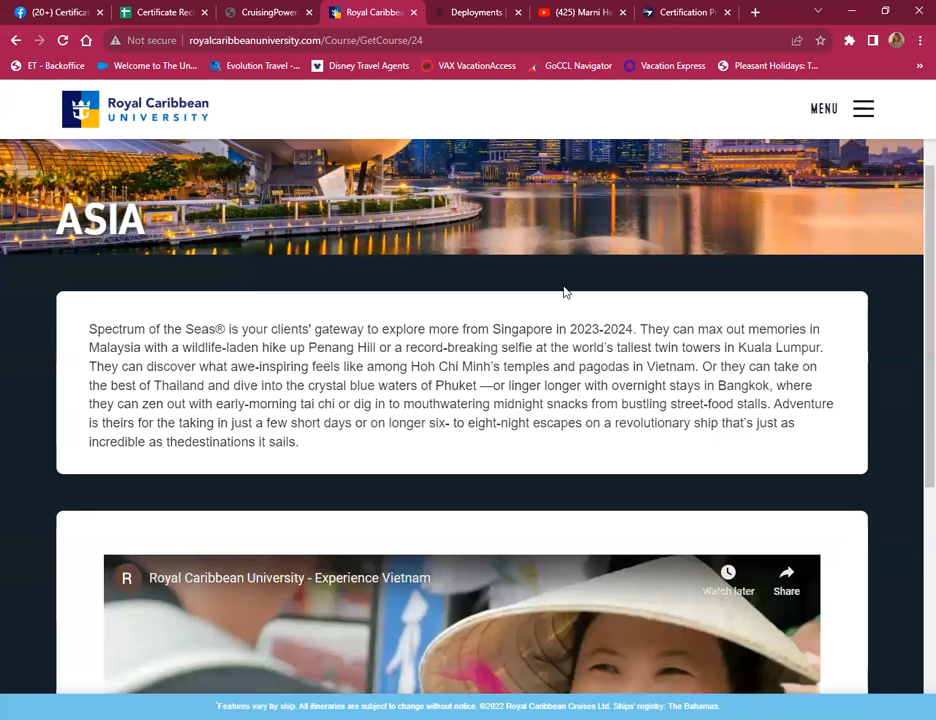 (20+) Certificat
Certificate Rec
CruisingPower
Royal Caribbea
Deployments |
(425) Marni He
Certification Pr
Not secure | royalcaribbeanuniversity.com/Course/GetCourse/24
ET - Backoffice
Welcome to The Un...
Evolution Travel -...
Disney Travel Agents
VAX VacationAccess
GoCCL Navigator
Vacation Express
Pleasant Holidays: T...
»
Royal Caribbean
UNIVERSITY
MENU
ASIA
Spectrum of the Seas® is your clients' gateway to explore more from Singapore in 2023-2024. They can max out memories in
Malaysia with a wildlife-laden hike up Penang Hill or a record-breaking selfie at the world's tallest twin towers in Kuala Lumpur.
They can discover what awe-inspiring feels like among Hoh Chi Minh's temples and pagodas in Vietnam. Or they can take on
the best of Thailand and dive into the crystal blue waters of Phuket —or linger longer with overnight stays in Bangkok, where
they can zen out with early-morning tai chi or dig in to mouthwatering midnight snacks from bustling street-food stalls. Adventure
is theirs for the taking in just a few short days or on longer six- to eight-night escapes on a revolutionary ship that's just as
incredible as thedestinations it sails.
R
Royal Caribbean University - Experience Vietnam
Watch later
Share
*Features vary by ship. All itineraries are subject to change without notice. ©2022 Royal Caribbean Cruises Ltd. Ships' registry: The Bahamas.